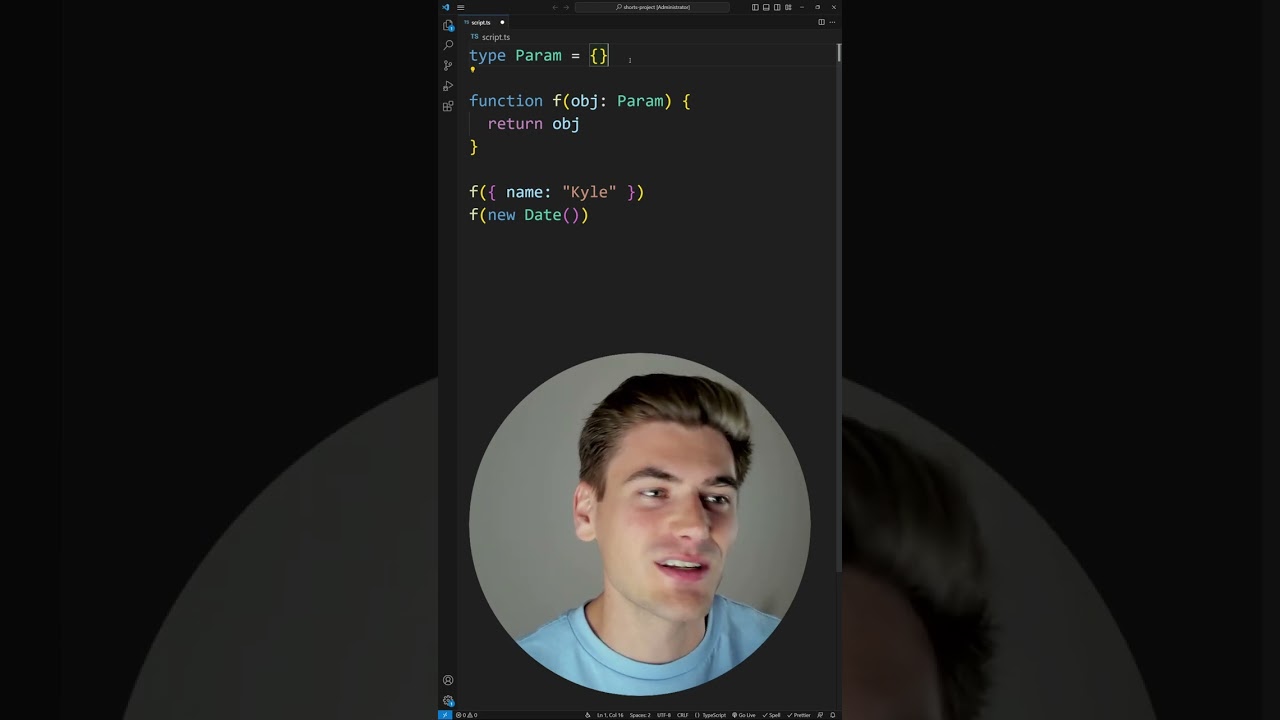 shorts-project [Administrator]
TS script.ts
TS script.ts
type Param = {}
function f(obj: Param) {
return obj
}
f({ name: "Kyle" })
f(new Date())
0 0 Ln 1, Col 16 Spaces: 2 UTF-8 CRLF {} TypeScript Go Live Spell Prettier